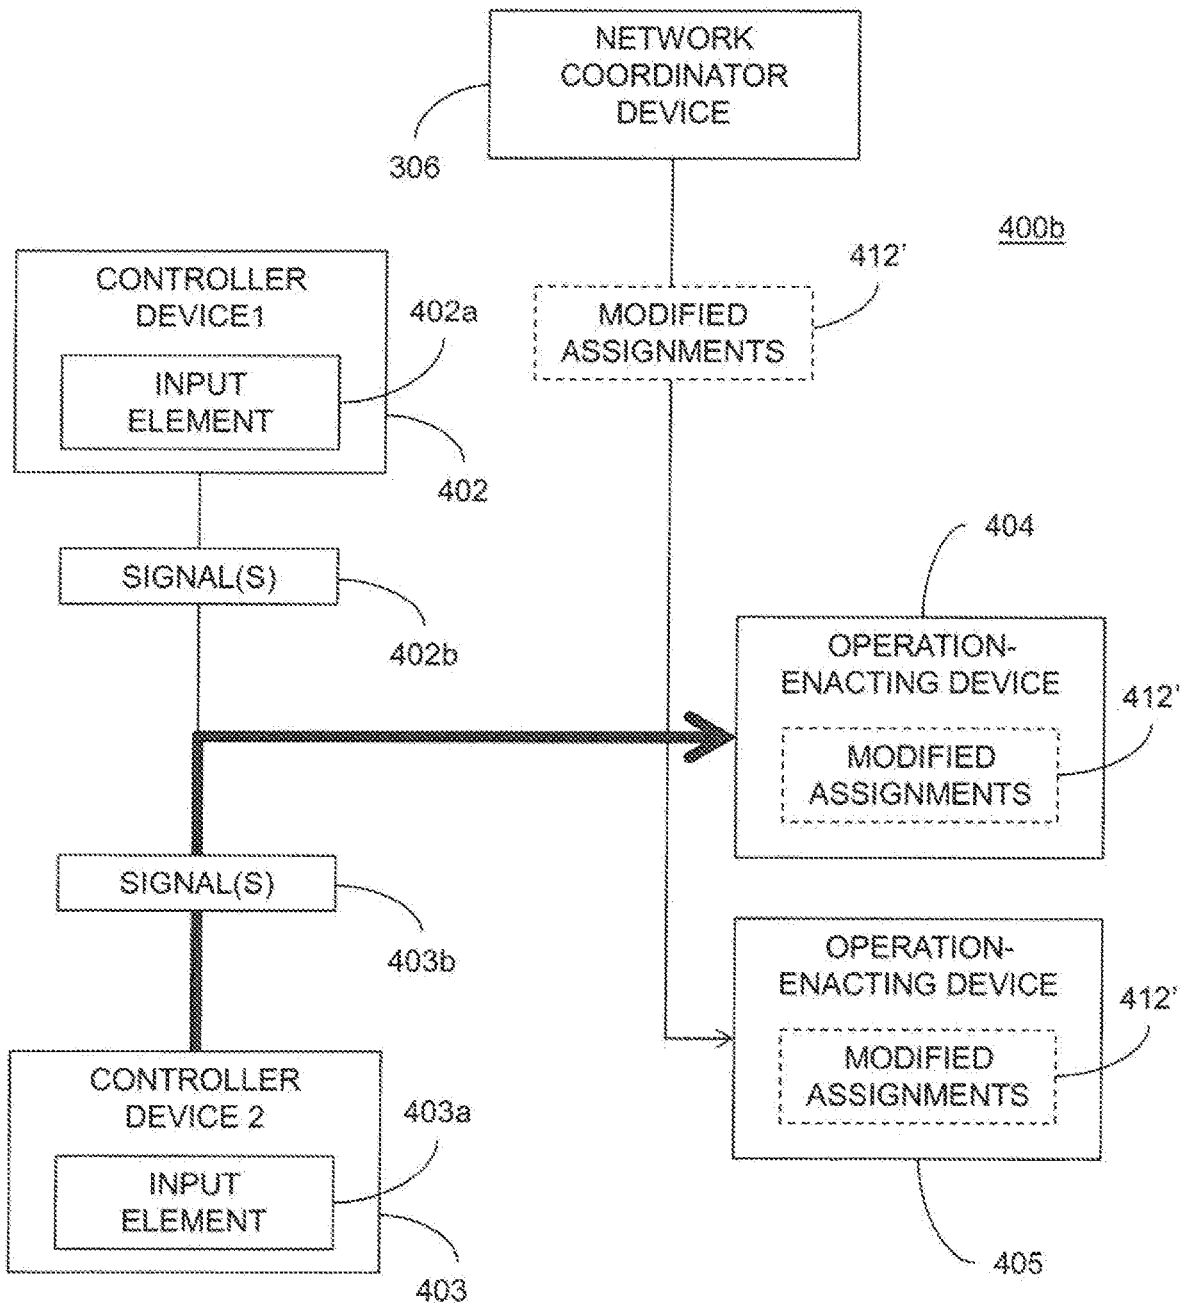 NETWORK
COORDINATOR
DEVICE
306
400b
412'
MODIFIED
ASSIGNMENTS
CONTROLLER
DEVICE1
402a
INPUT
ELEMENT
402
SIGNAL(S)
402b
404
OPERATION-
ENACTING DEVICE
412'
MODIFIED
ASSIGNMENTS
SIGNAL(S)
403b
OPERATION-
ENACTING DEVICE
412'
MODIFIED
ASSIGNMENTS
405
CONTROLLER
DEVICE 2
403a
INPUT
ELEMENT
403